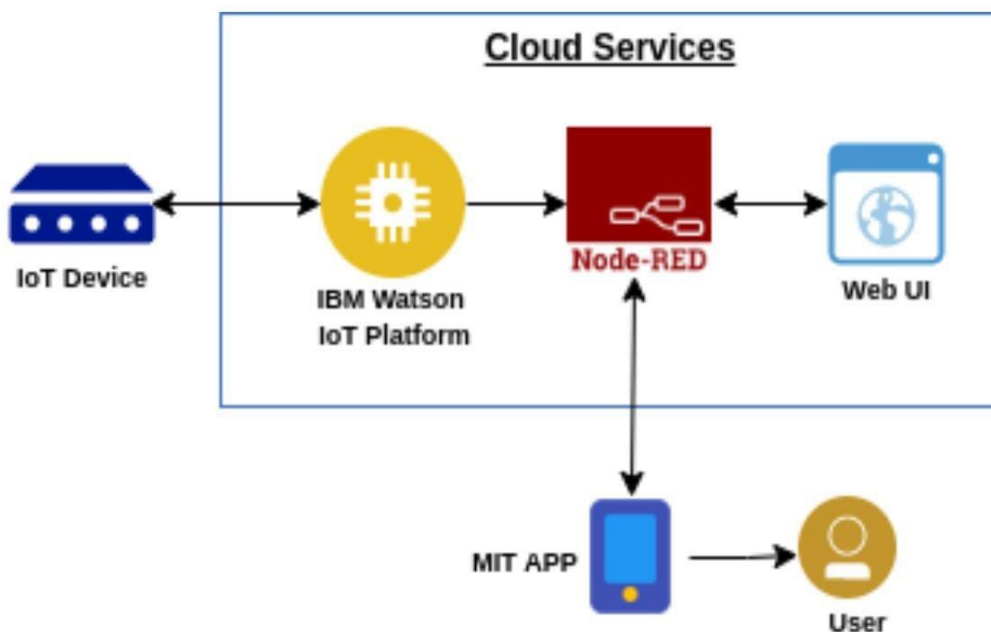 Cloud Services
IoT Device
IBM Watson
IoT Platform
Node-RED
Web UI
MIT APP
User